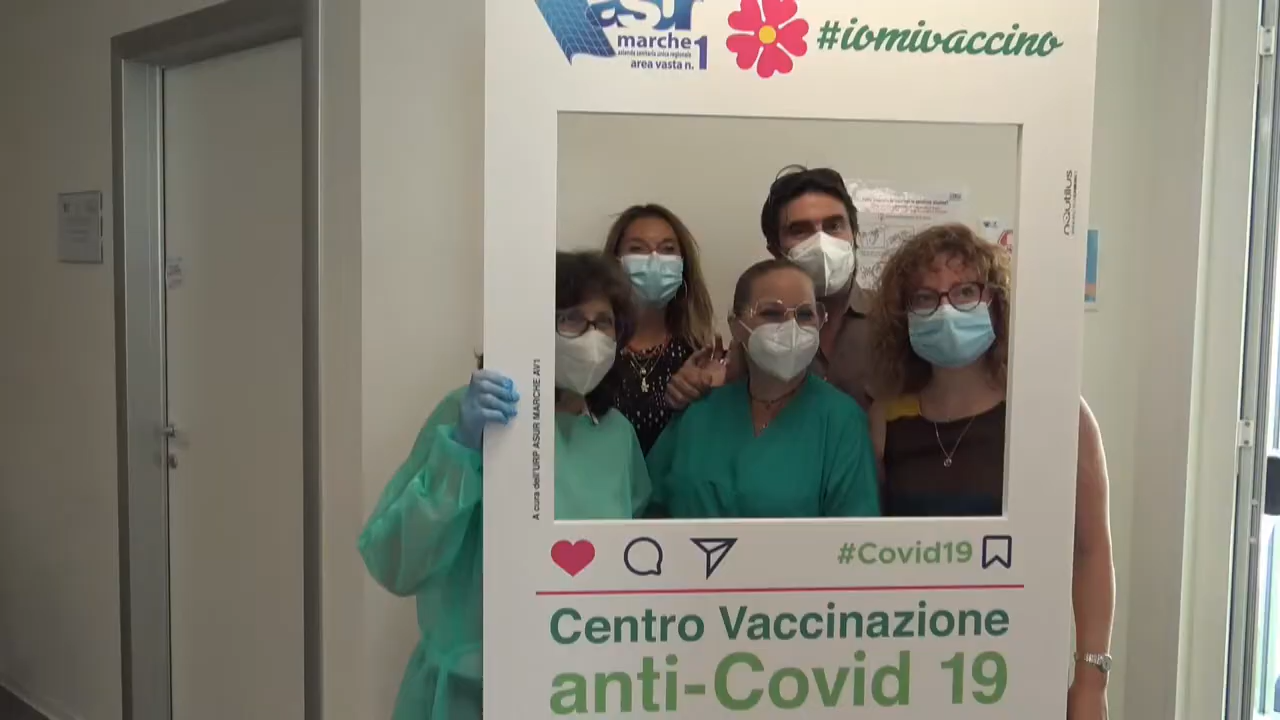 asur
marche 1
azienda sanitaria unica regionale
area vasta n.
#iomivaccino
nautilus
A cura dell'URP ASUR MARCHE AV1
#Covid19
Centro Vaccinazione
anti-Covid 19